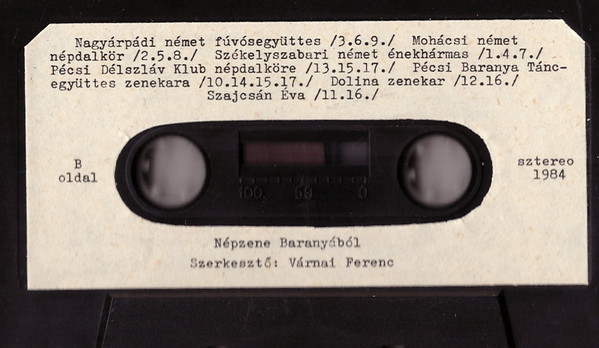 Nagyárpádi német fúvósegyüttes /3.6.9./ Mohácsi német
népdalkör /2.5.8./ Székelyszabari német énekhármas /1.4.7./
Pécsi Délszláv Klub népdalköre /13.15.17./ Pécsi Baranya Tánc-
együttes zenekara /10.14.15.17./ Dolina zenekar /12.16./
Szajcsán Éva /11.16./
B
oldal
sztereo
1984
100 50 0
Népzene Baranyából
Szerkesztő: Várnai Ferenc